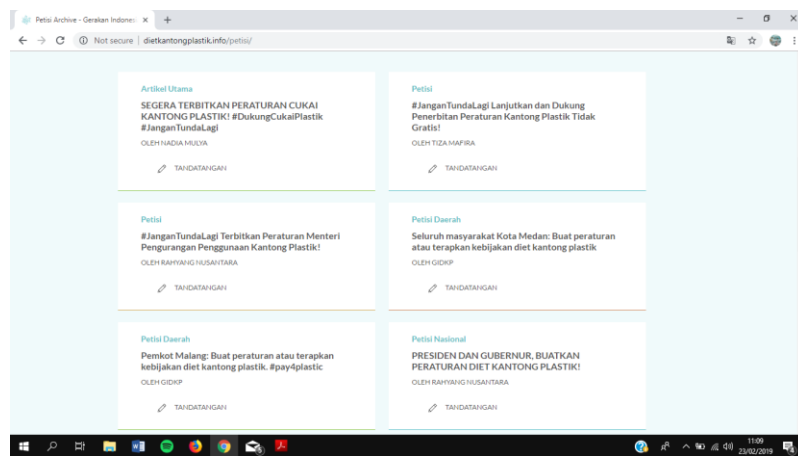 Petisi Archive - Gerakan Indones
Not secure | dietkantongplastik.info/petisi/
Artikel Utama
SEGERA TERBITKAN PERATURAN CUKAI
KANTONG PLASTIK! #DukungCukaiPlastik
#JanganTundaLagi
OLEH NADIA MULYA
TANDATANGAN
Petisi
#JanganTundaLagi Lanjutkan dan Dukung
Penerbitan Peraturan Kantong Plastik Tidak
Gratis!
OLEH TIZA MAFIRA
TANDATANGAN
Petisi
#JanganTundaLagi Terbitkan Peraturan Menteri
Pengurangan Penggunaan Kantong Plastik!
OLEH RAHYANG NUSANTARA
TANDATANGAN
Petisi Daerah
Seluruh masyarakat Kota Medan: Buat peraturan
atau terapkan kebijakan diet kantong plastik
OLEH GIDKP
TANDATANGAN
Petisi Daerah
Pemkot Malang: Buat peraturan atau terapkan
kebijakan diet kantong plastik. #pay4plastic
OLEH GIDKP
TANDATANGAN
Petisi Nasional
PRESIDEN DAN GUBERNUR, BUATKAN
PERATURAN DIET KANTONG PLASTIK!
OLEH RAHYANG NUSANTARA
TANDATANGAN
11:09
23/02/2019